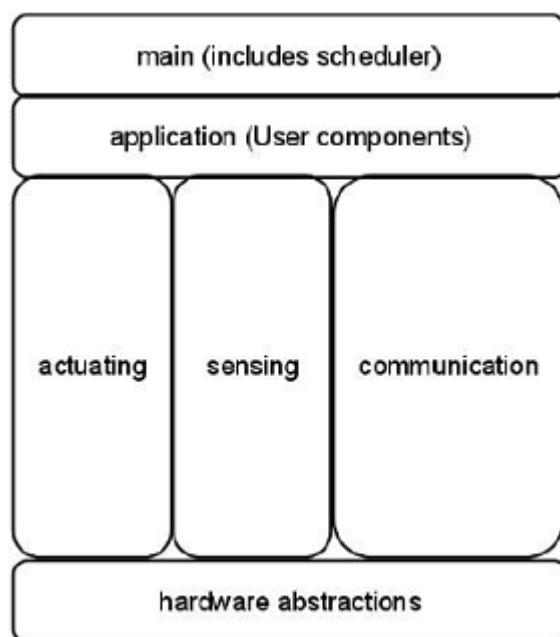 main (includes scheduler)
application (User components)
actuating
sensing
communication
hardware abstractions